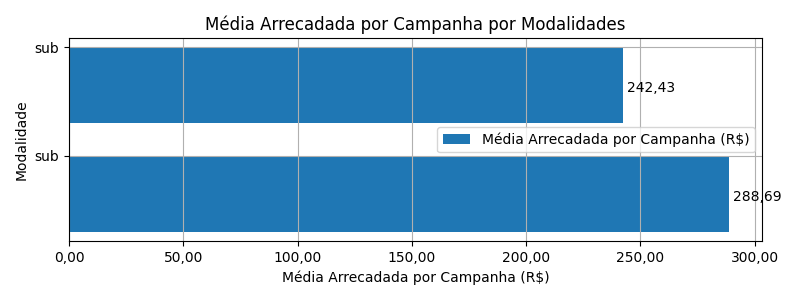 Média Arrecadada por Campanha por Modalidades
sub
242,43
Média Arrecadada por Campanha (R$)
Modalidade
sub
288,69
0,00 50,00 100,00 150,00 200,00 250,00 300,00
Média Arrecadada por Campanha (R$)